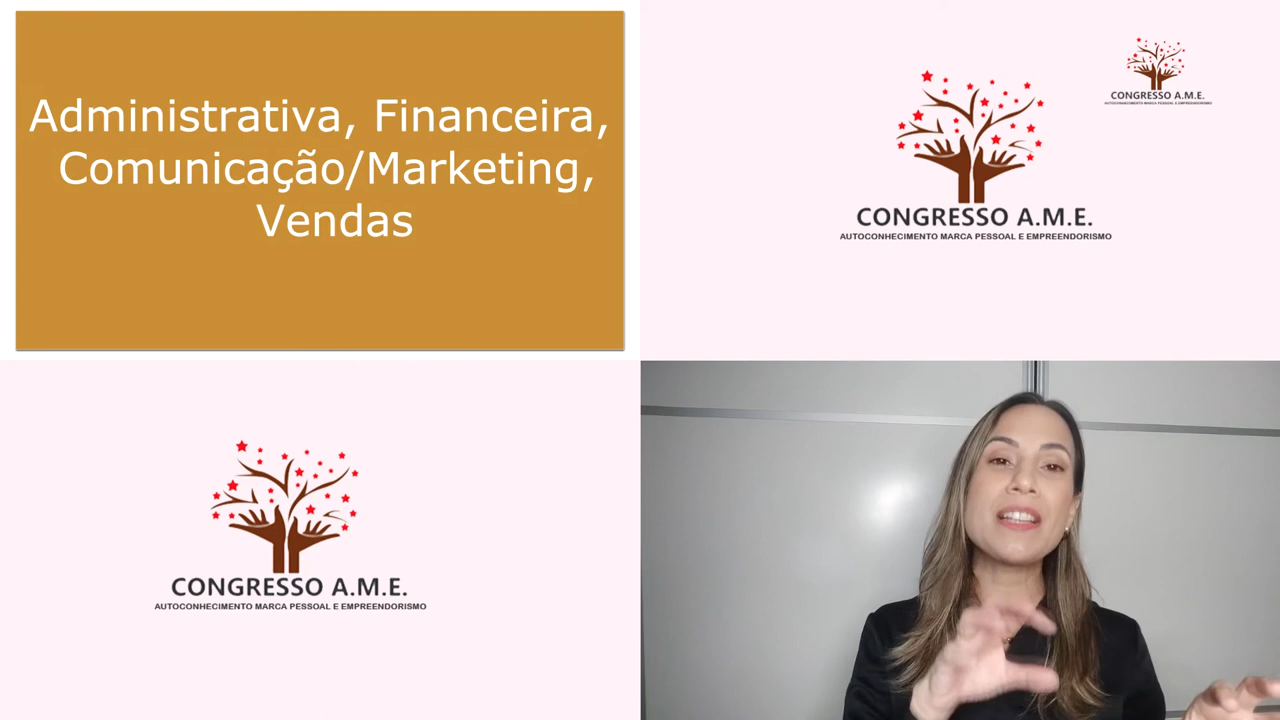 Administrativa, Financeira,
Comunicação/Marketing,
Vendas
CONGRESSO A.M.E.
AUTOCONHECIMENTO MARCA PESSOAL E EMPREENDORISMO
CONGRESSO A.M.E.
AUTOCONHECIMENTO MARCA PESSOAL E EMPREENDORISMO
CONGRESSO A.M.E.
AUTOCONHECIMENTO MARCA PESSOAL E EMPREENDORISMO